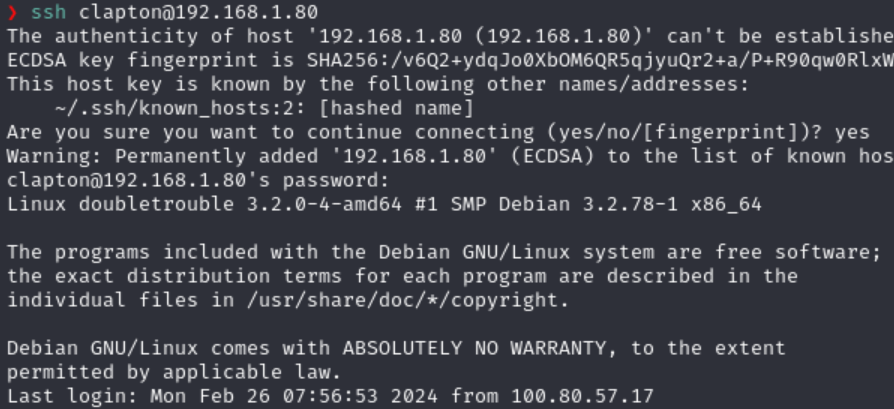 ❯ ssh clapton@192.168.1.80
The authenticity of host '192.168.1.80 (192.168.1.80)' can't be establishe
ECDSA key fingerprint is SHA256:/v6Q2+ydqJo0XbOM6QR5qjyuQr2+a/P+R90qw0RlxW
This host key is known by the following other names/addresses:
    ~/.ssh/known_hosts:2: [hashed name]
Are you sure you want to continue connecting (yes/no/[fingerprint])? yes
Warning: Permanently added '192.168.1.80' (ECDSA) to the list of known hos
clapton@192.168.1.80's password:
Linux doubletrouble 3.2.0-4-amd64 #1 SMP Debian 3.2.78-1 x86_64

The programs included with the Debian GNU/Linux system are free software;
the exact distribution terms for each program are described in the
individual files in /usr/share/doc/*/copyright.

Debian GNU/Linux comes with ABSOLUTELY NO WARRANTY, to the extent
permitted by applicable law.
Last login: Mon Feb 26 07:56:53 2024 from 100.80.57.17